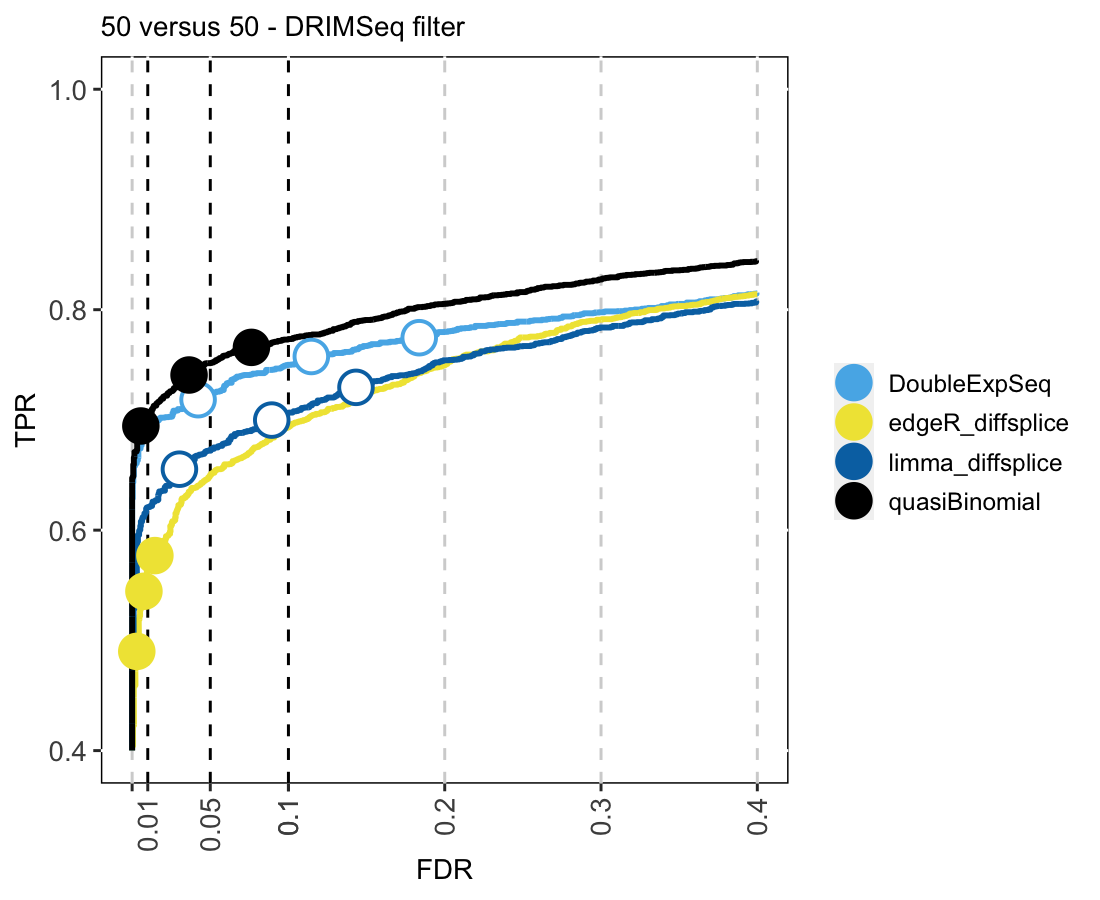 50 versus 50 - DRIMSeq filter
1.0
0.8
0.6
0.4
TPR
0.01
0.05
0.1
0.2
0.3
0.4
FDR
DoubleExpSeq
edgeR_diffsplice
limma_diffsplice
quasiBinomial